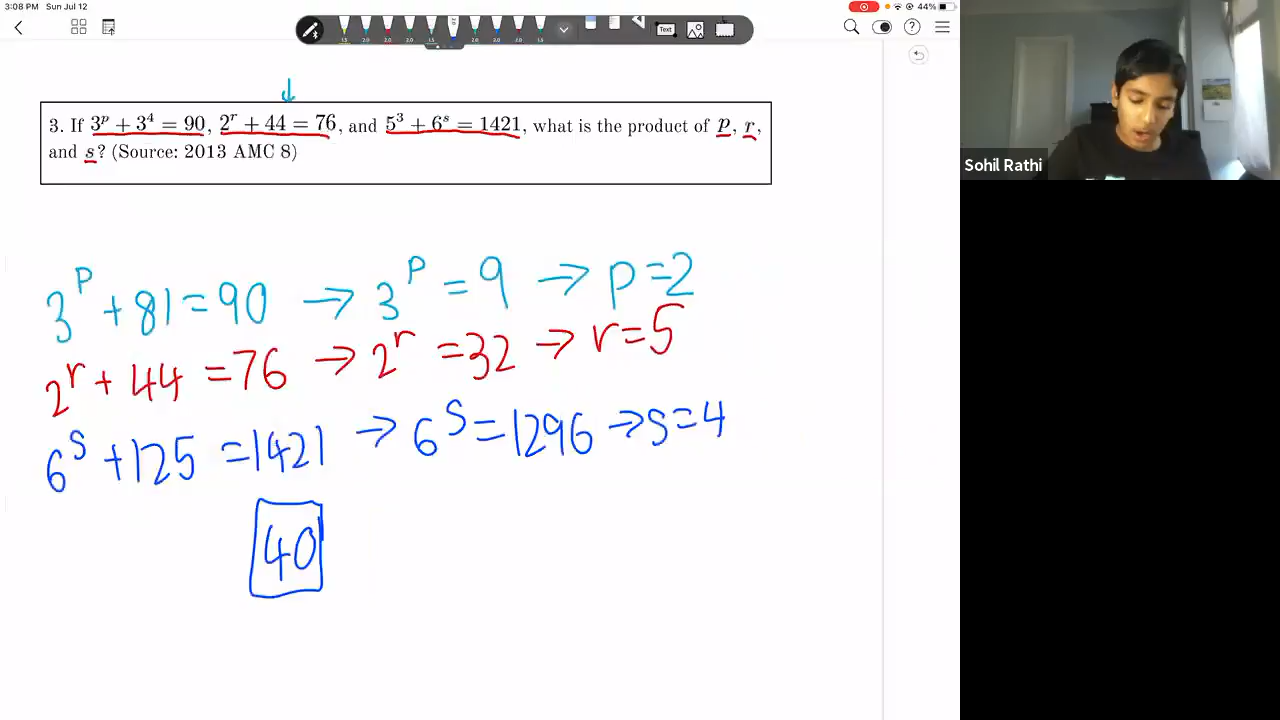 3:08 PM Sun Jul 12
44%
Text
3. If 3^p + 3^4 = 90, 2^r + 44 = 76, and 5^3 + 6^s = 1421, what is the product of p, r,
and s? (Source: 2013 AMC 8)
Sohil Rathi
3^p + 81 = 90 → 3^p = 9 → p = 2
2^r + 44 = 76 → 2^r = 32 → r = 5
6^s + 125 = 1421 → 6^s = 1296 → s = 4
40